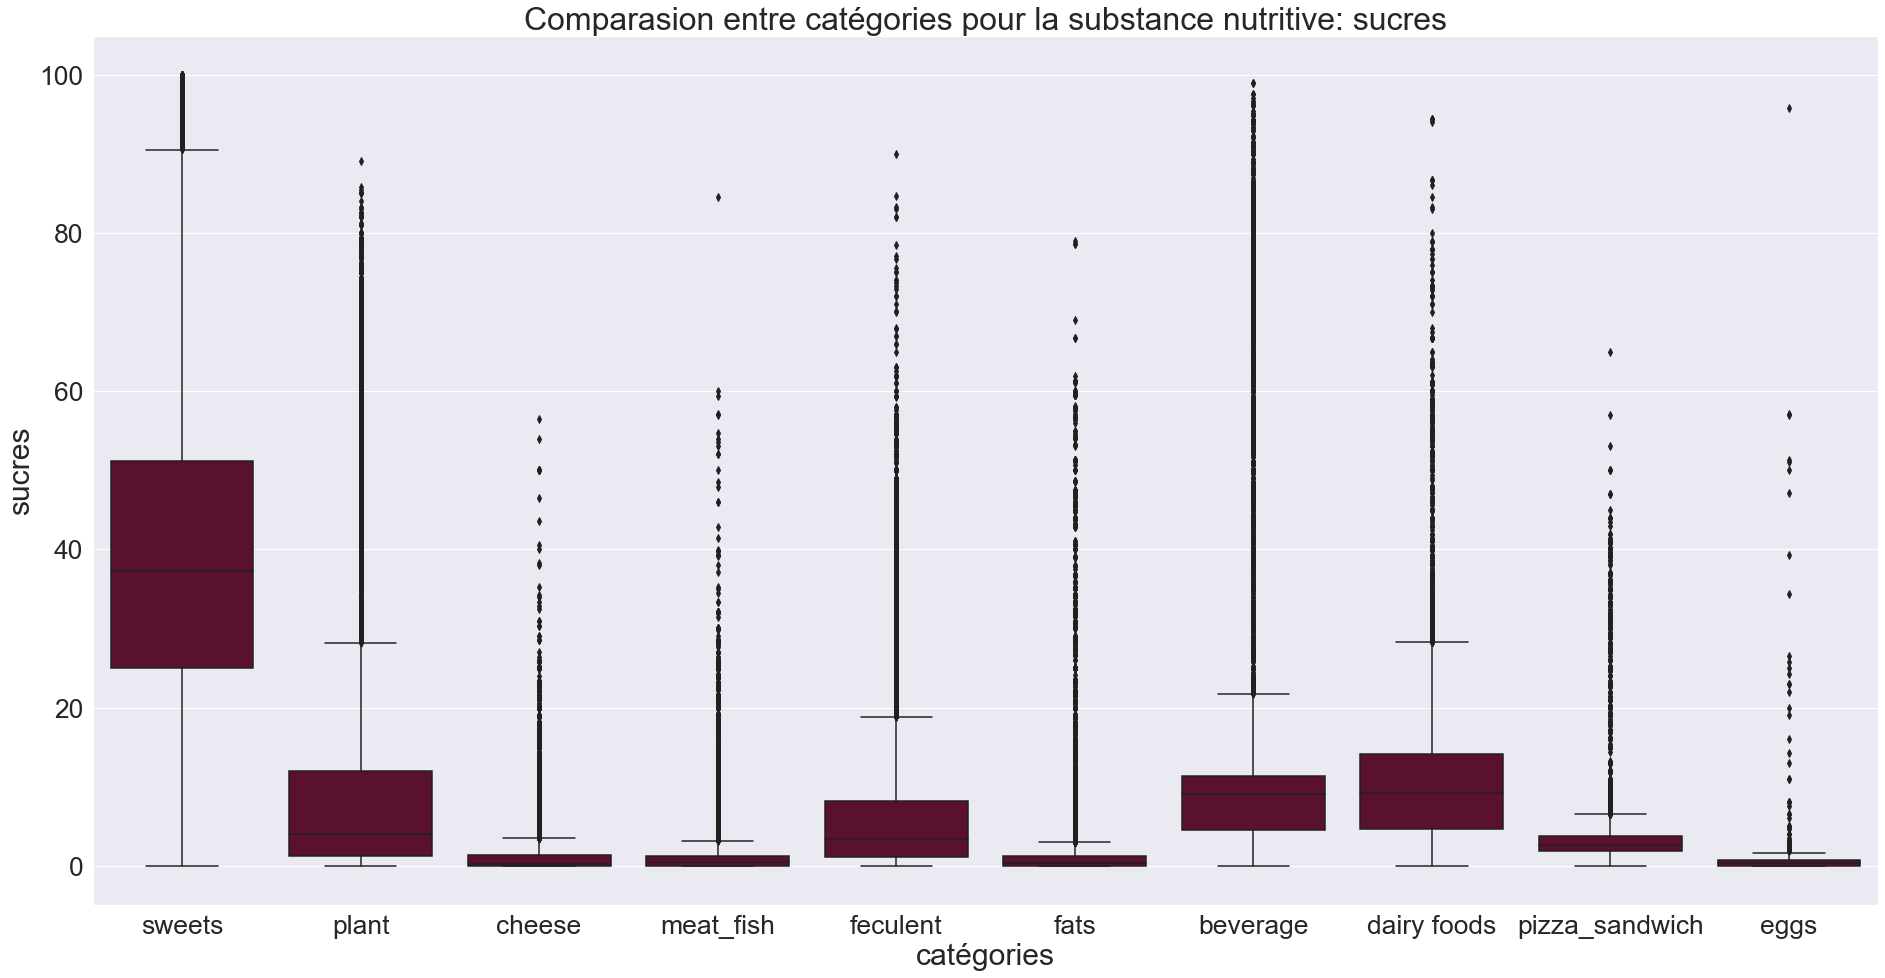 Comparasion entre catégories pour la substance nutritive: sucres
100
80
60
40
20
0
sucres
sweets plant cheese meat_fish feculent fats beverage dairy foods pizza_sandwich eggs
catégories